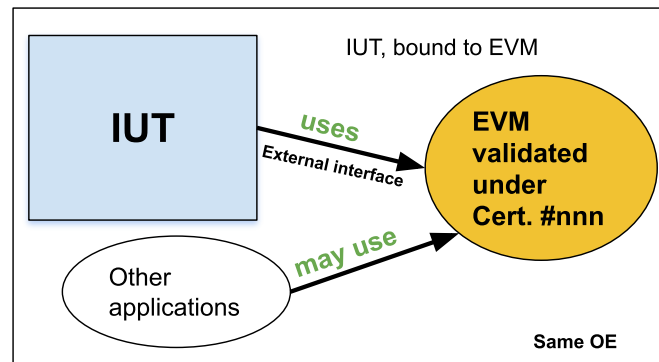 IUT, bound to EVM
IUT
uses
External interface
EVM
validated
under
Cert. #nnn
may use
Other
applications
Same OE